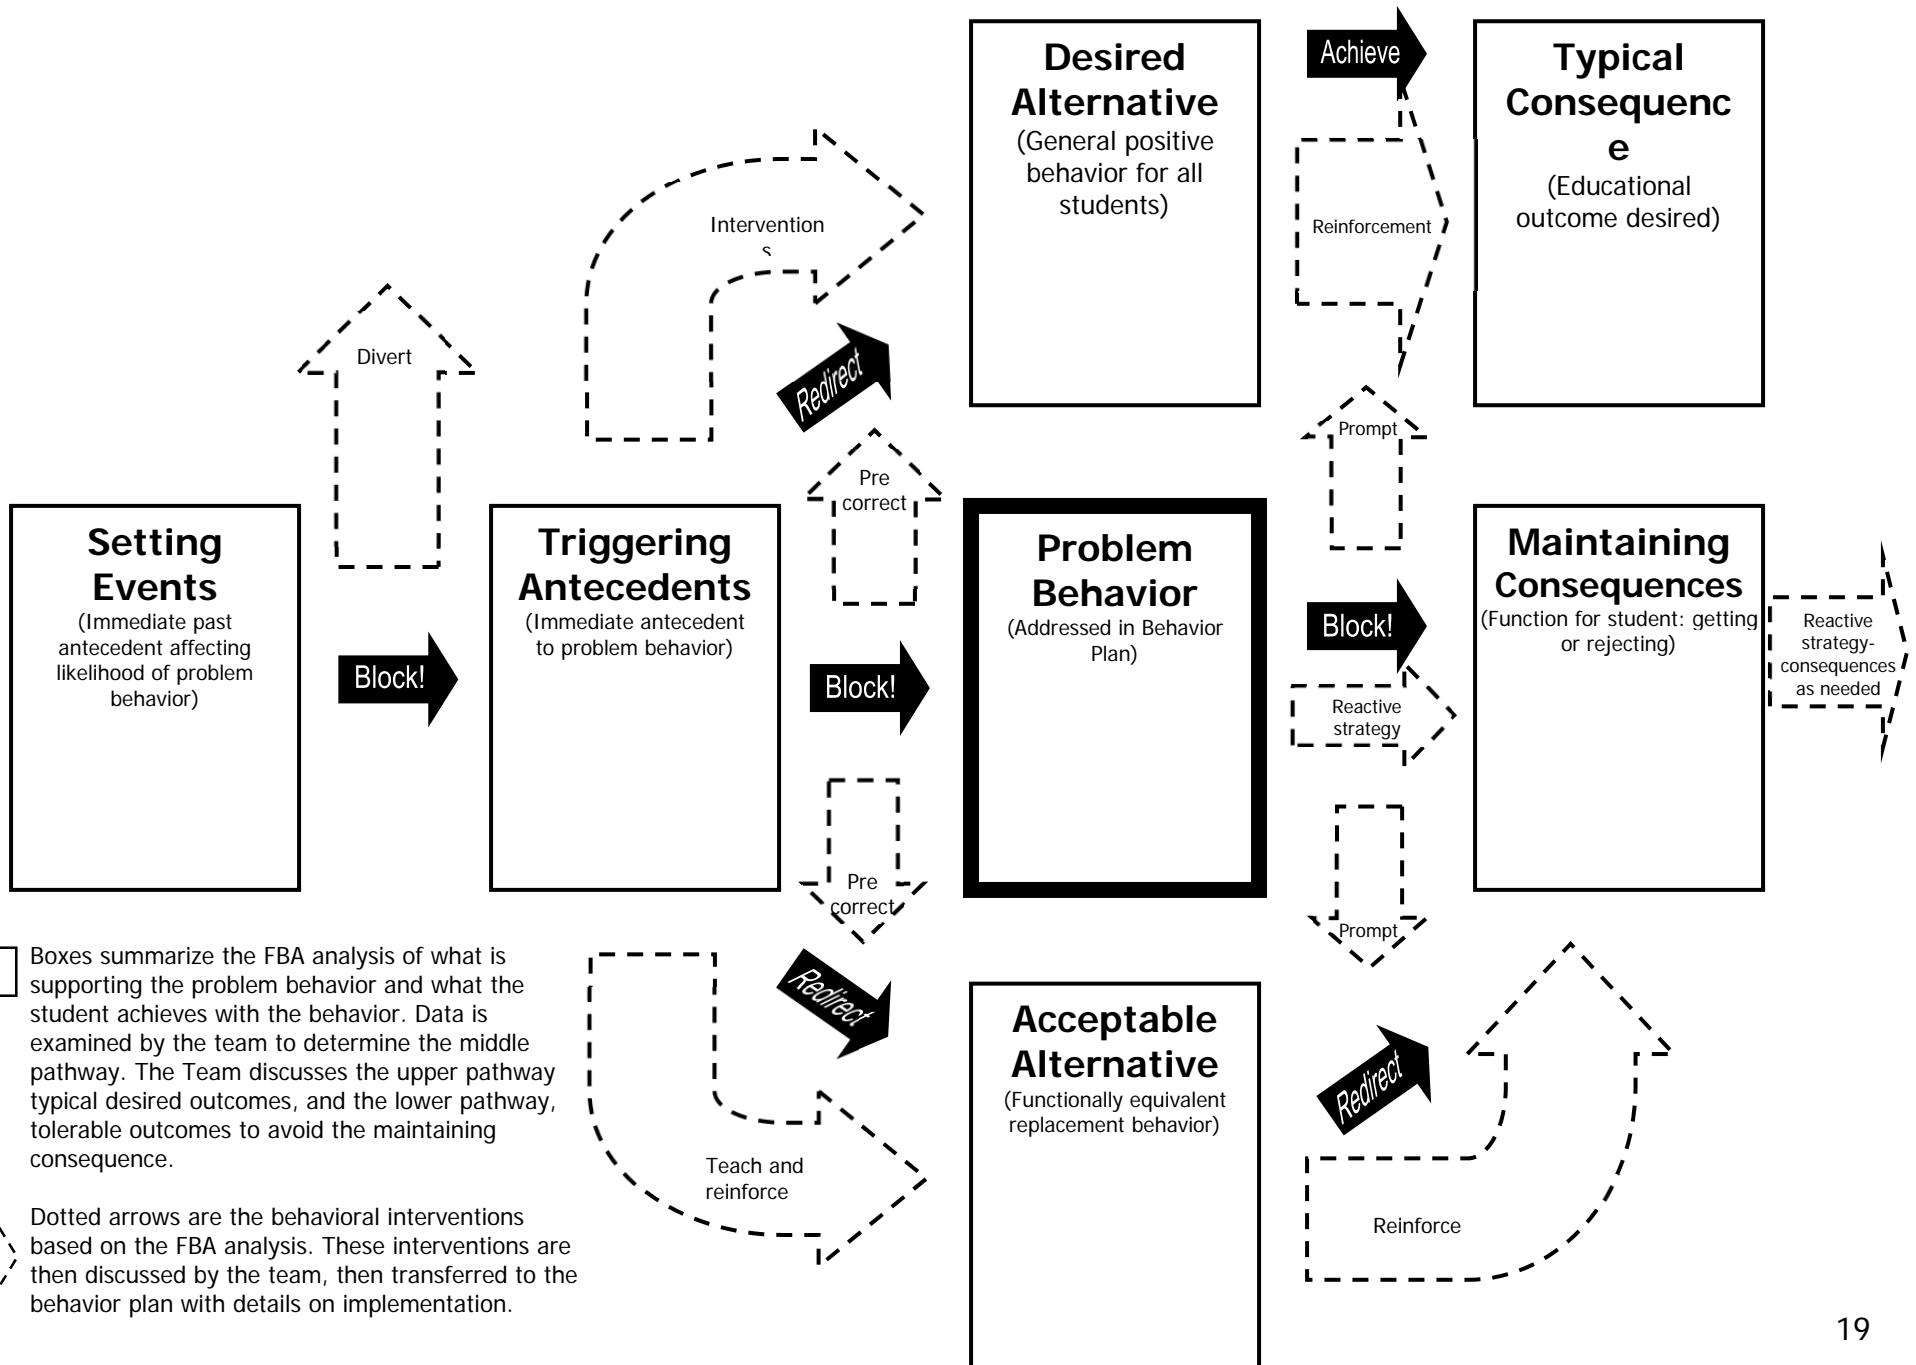 Desired
Alternative
(General positive
behavior for all
students)
Achieve
Reinforcement
Typical
Consequenc
e
(Educational
outcome desired)
Intervention
s
Divert
Redirect
Pre
correct
Prompt
Setting
Events
(Immediate past
antecedent affecting
likelihood of problem
behavior)
Block!
Triggering
Antecedents
(Immediate antecedent
to problem behavior)
Block!
Problem
Behavior
(Addressed in Behavior
Plan)
Block!
Reactive
strategy
Maintaining
Consequences
(Function for student: getting
or rejecting)
Reactive
strategy-
consequences
as needed
Pre
correct
Prompt
Redirect
Boxes summarize the FBA analysis of what is
supporting the problem behavior and what the
student achieves with the behavior. Data is
examined by the team to determine the middle
pathway. The Team discusses the upper pathway
typical desired outcomes, and the lower pathway,
tolerable outcomes to avoid the maintaining
consequence.
Dotted arrows are the behavioral interventions
based on the FBA analysis. These interventions are
then discussed by the team, then transferred to the
behavior plan with details on implementation.
Teach and
reinforce
Acceptable
Alternative
(Functionally equivalent
replacement behavior)
Redirect
Reinforce
19